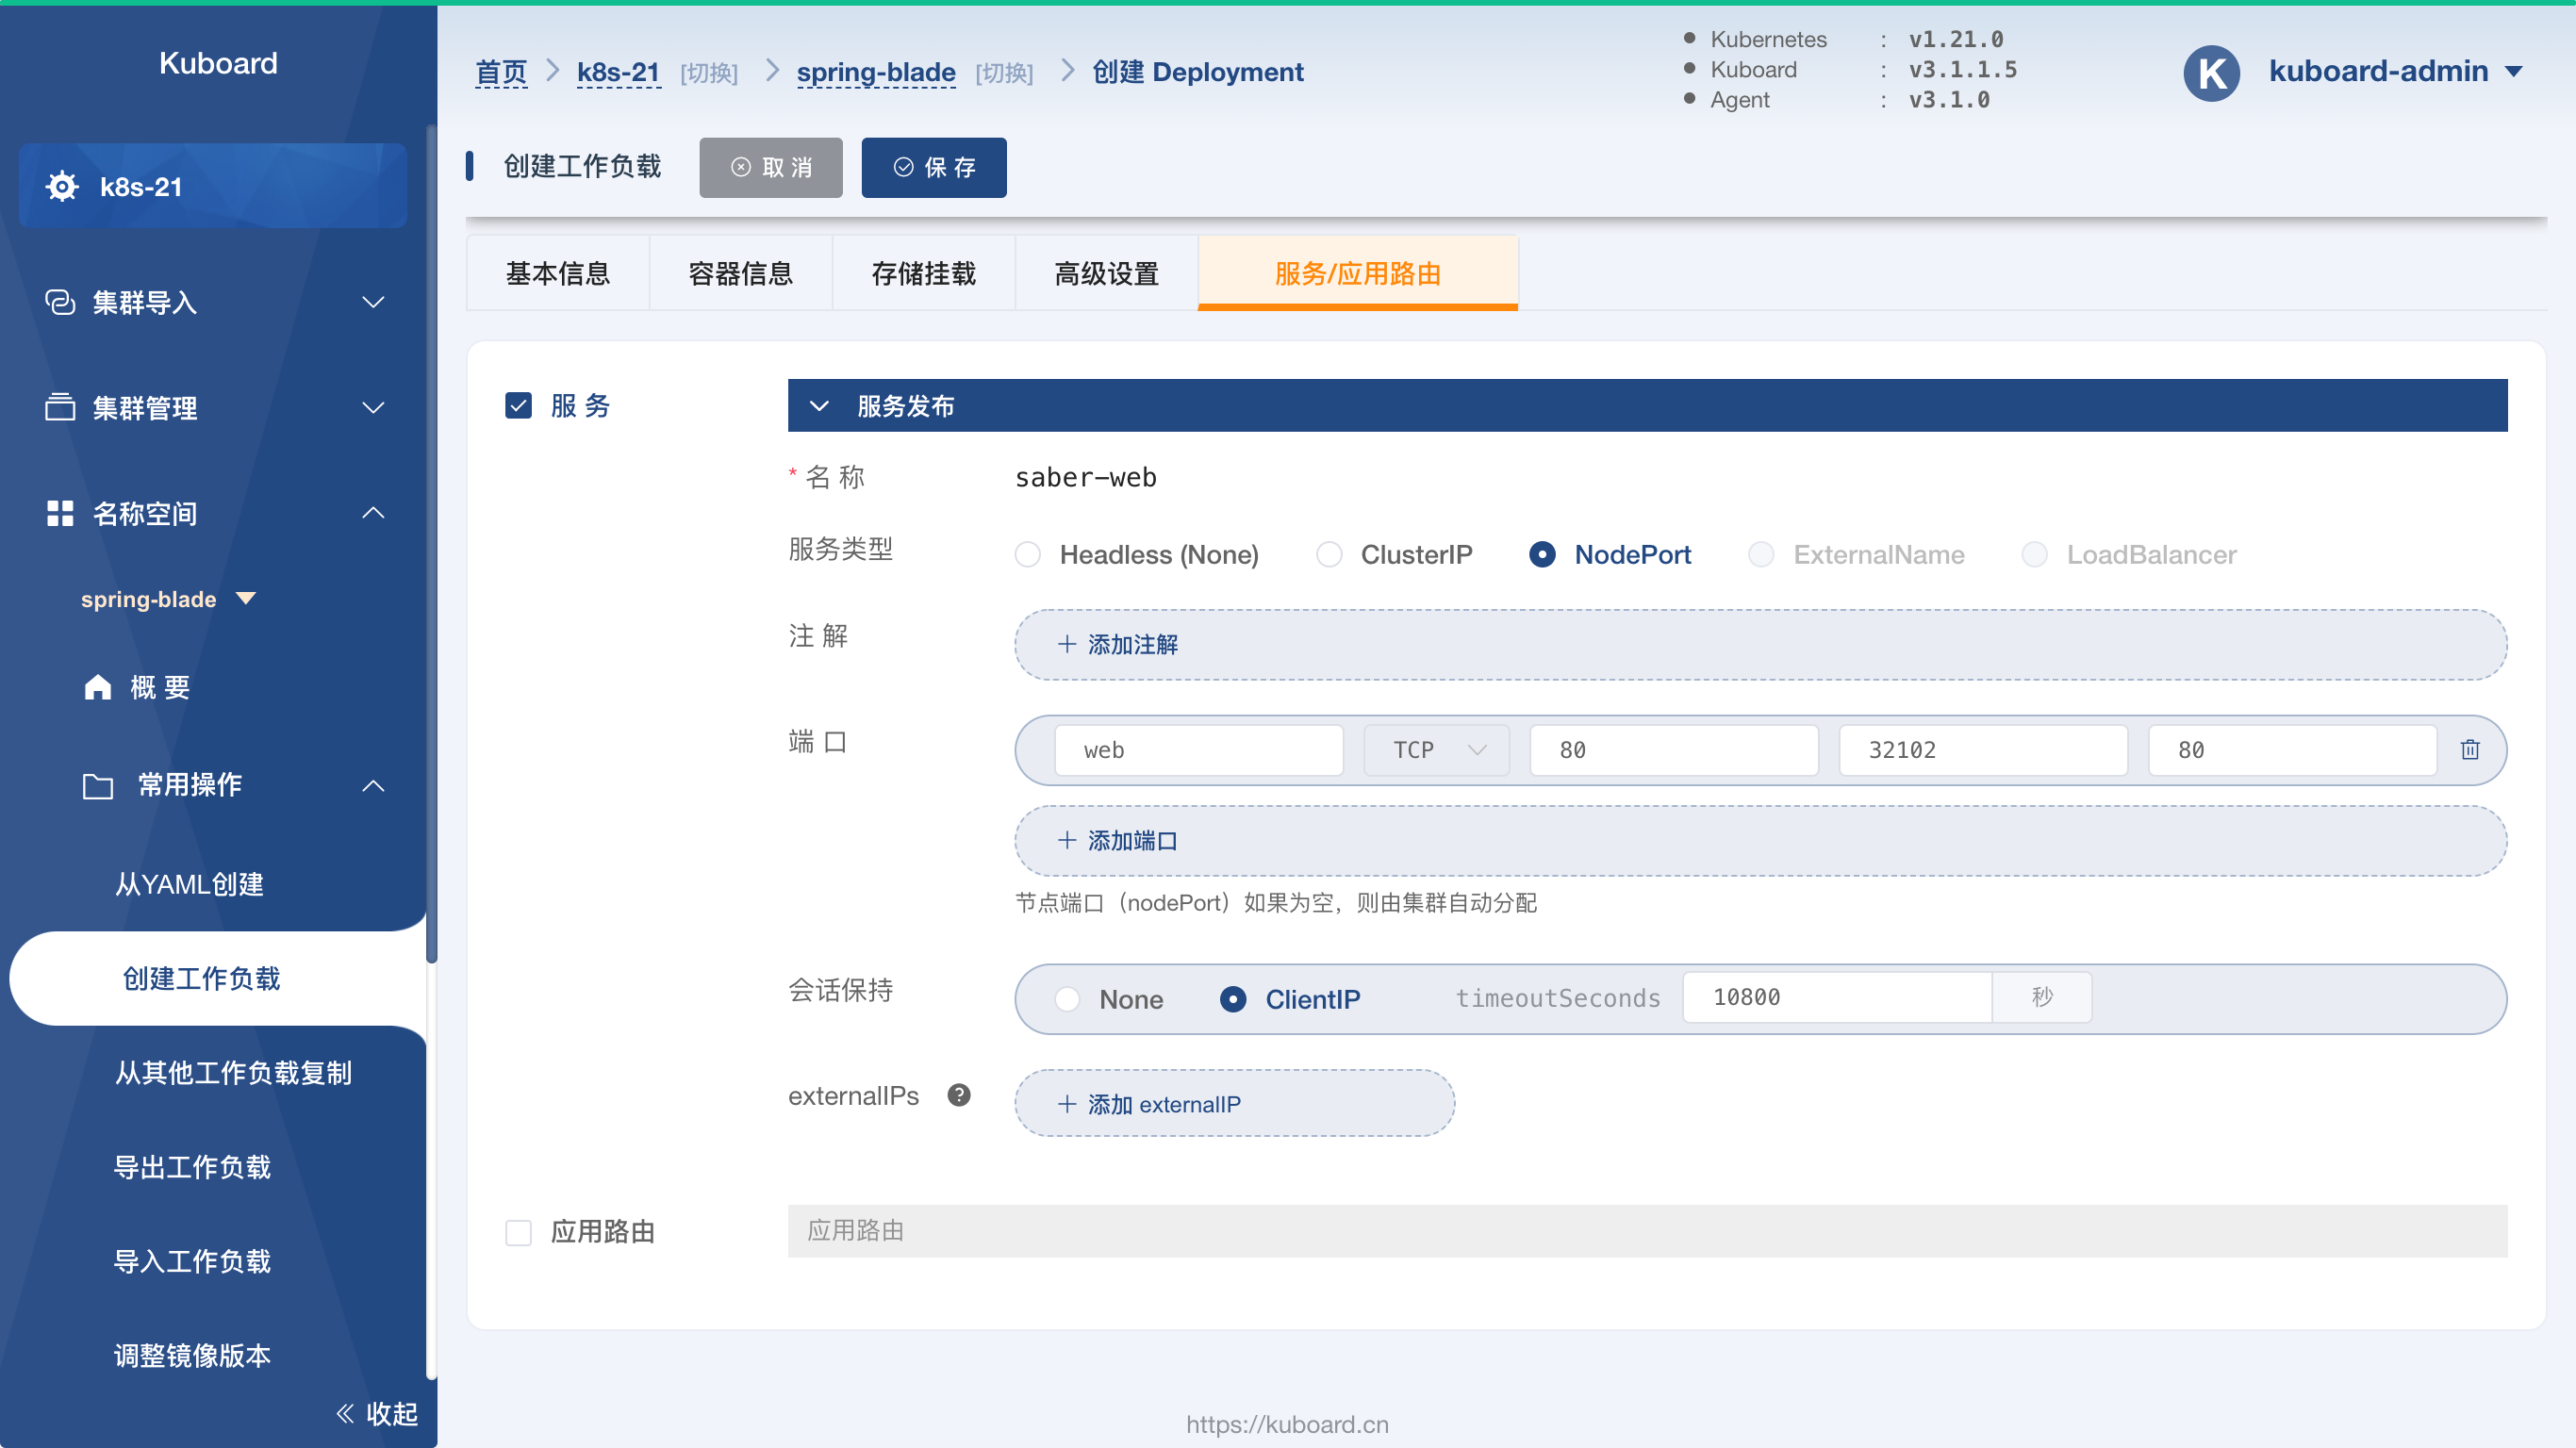 Kuboard
k8s-21
集群导入
集群管理
名称空间
spring-blade
概 要
常用操作
从YAML创建
创建工作负载
从其他工作负载复制
导出工作负载
导入工作负载
调整镜像版本
收起
首页 > k8s-21 [切换] > spring-blade [切换] > 创建 Deployment
Kubernetes : v1.21.0
Kuboard : v3.1.1.5
Agent : v3.1.0
K kuboard-admin
创建工作负载 取 消 保 存
基本信息 容器信息 存储挂载 高级设置 服务/应用路由
服 务 服务发布
* 名 称 saber-web
服务类型 Headless (None) ClusterIP NodePort ExternalName LoadBalancer
注 解 + 添加注解
端 口 web TCP 80 32102 80
+ 添加端口
节点端口（nodePort）如果为空，则由集群自动分配
会话保持 None ClientIP timeoutSeconds 10800 秒
externalIPs ? + 添加 externalIP
应用路由 应用路由
https://kuboard.cn